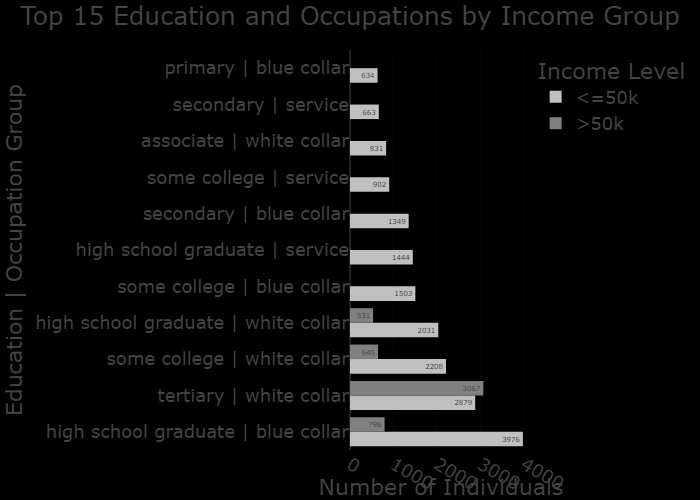 Top 15 Education and Occupations by Income Group
Income Level
<=50k
>50k
Education | Occupation Group
primary | blue collar 634
secondary | service 663
associate | white collar 831
some college | service 902
secondary | blue collar 1349
high school graduate | service 1444
some college | blue collar 1503
high school graduate | white collar 531 2031
some college | white collar 645 2208
tertiary | white collar 3067 2879
high school graduate | blue collar 796 3976
0 1000 2000 3000 4000
Number of Individuals